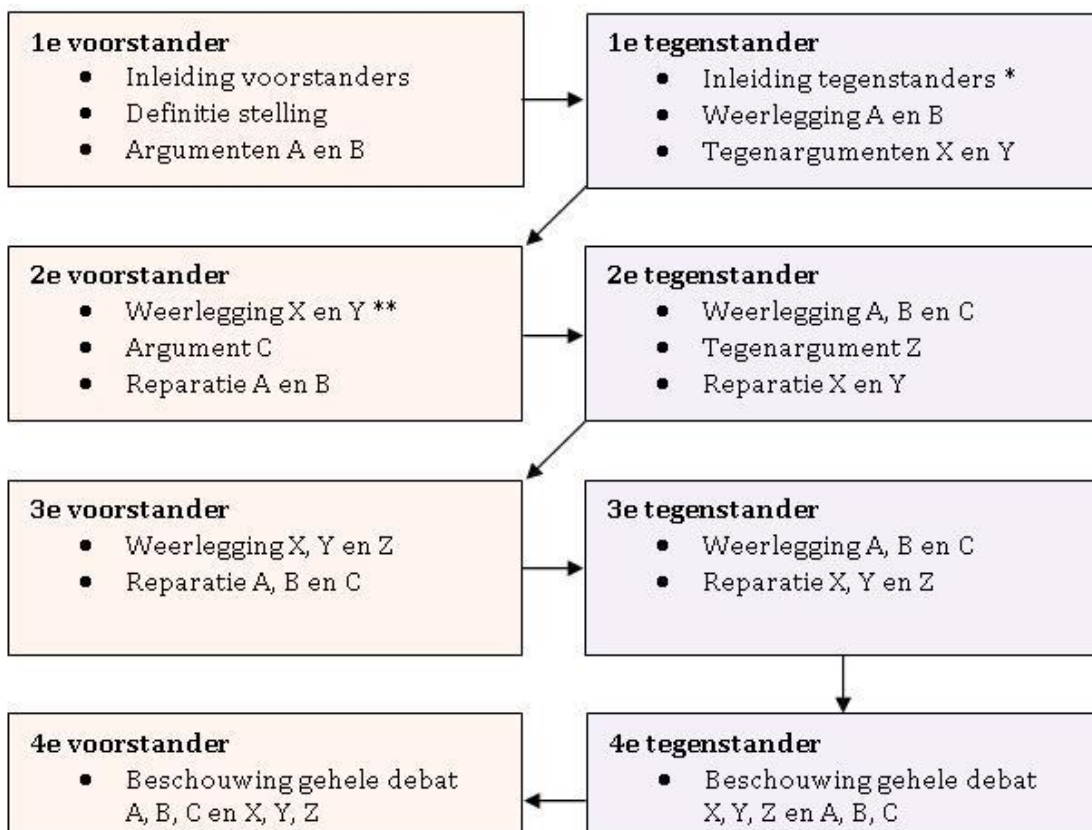 1e voorstander
• Inleiding voorstanders
• Definitie stelling
• Argumenten A en B
1e tegenstander
• Inleiding tegenstanders *
• Weerlegging A en B
• Tegenargumenten X en Y
2e voorstander
• Weerlegging X en Y **
• Argument C
• Reparatie A en B
2e tegenstander
• Weerlegging A, B en C
• Tegenargument Z
• Reparatie X en Y
3e voorstander
• Weerlegging X, Y en Z
• Reparatie A, B en C
3e tegenstander
• Weerlegging A, B en C
• Reparatie X, Y en Z
4e tegenstander
• Beschouwing gehele debat
X, Y, Z en A, B, C
4e voorstander
• Beschouwing gehele debat
A, B, C en X, Y, Z